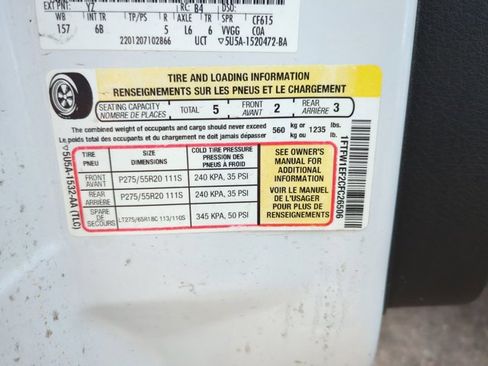 EXT PNT: YZ RC: B4 DSO:
WB INT TR TP/PS R AXLE TR SPR CF615
157 6B 5 L6 6 VVGG COA
2201207102866 UCT ▽5U5A-1520472-BA
TIRE AND LOADING INFORMATION
RENSEIGNEMENTS SUR LES PNEUS ET LE CHARGEMENT
SEATING CAPACITY
NOMBRE DE PLACES
TOTAL 5
FRONT
AVANT 2
REAR
ARRIÈRE 3
The combined weight of occupants and cargo should never exceed
Le poids total des occupants et du chargement ne doit jamais dépasser
560 kg or
kg ou 1235 lbs.
lb.
TIRE
PNEU
SIZE
DIMENSIONS
COLD TIRE PRESSURE
PRESSION DES
PNEUS À FROID
FRONT
AVANT
P275/55R20 111S
240 KPA, 35 PSI
REAR
ARRIÈRE
P275/55R20 111S
240 KPA, 35 PSI
SPARE
DE
SECOURS
LT275/65R18C 113/110S
345 KPA, 50 PSI
SEE OWNER'S
MANUAL FOR
ADDITIONAL
INFORMATION
VOIR LE MANUEL
DE L'USAGER
POUR PLUS DE
RENSEIGNEMENTS
▽5U5A-1532-AA (TLC)
1FTFW1EF2CFC26506